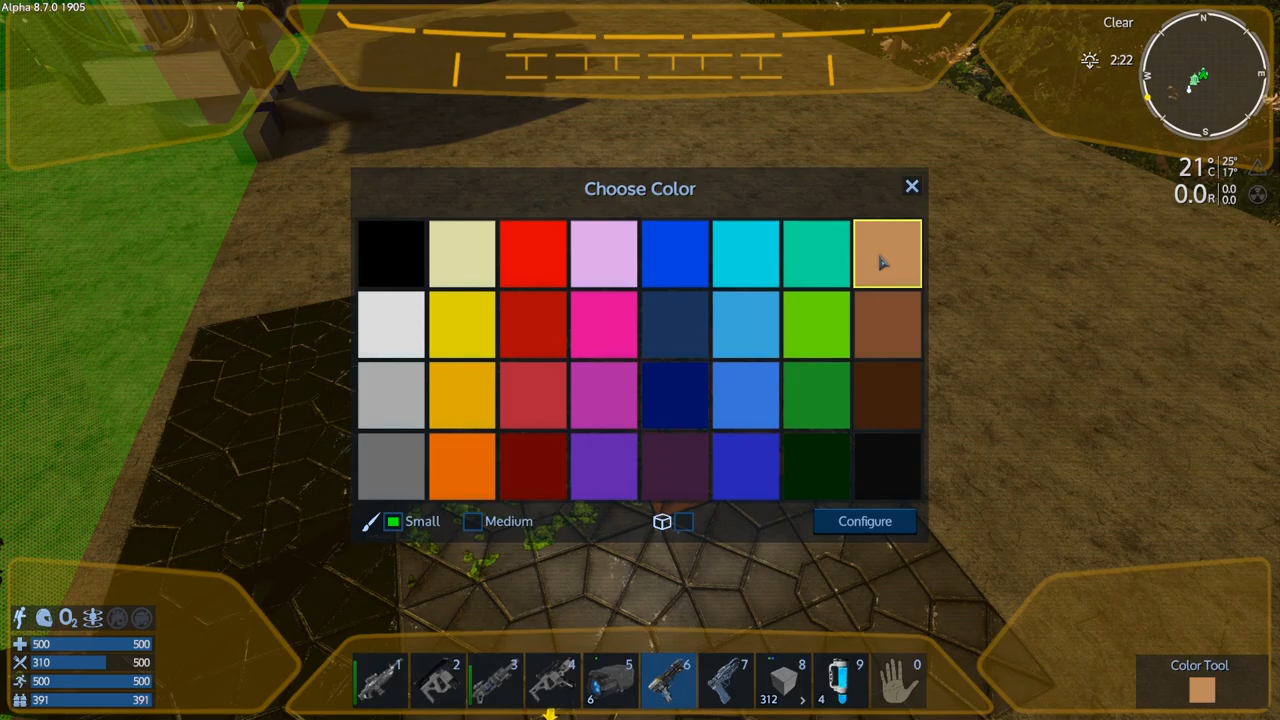 Alpha 8.7.0 1905
Clear
2:22
N
W
S
21°C 25° 17°
0.0R 0.0 0.0
Choose Color
Small
Medium
Configure
O2
500 500
310 500
500 500
391 391
1
2
3
4
5
6
6
7
8
312
9
4
0
Color Tool